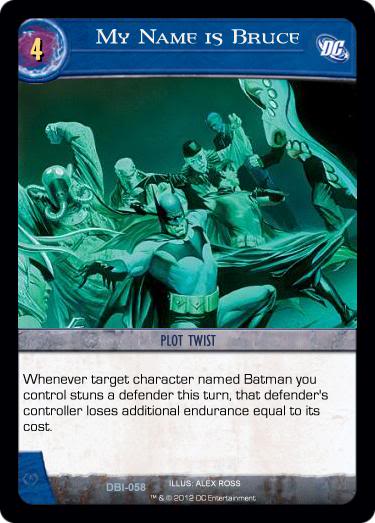 4
My Name is Bruce
DC
PLOT TWIST
Whenever target character named Batman you
control stuns a defender this turn, that defender's
controller loses additional endurance equal to its
cost.
DBI-058
ILLUS: ALEX ROSS
™ & © 2012 DC Entertainment